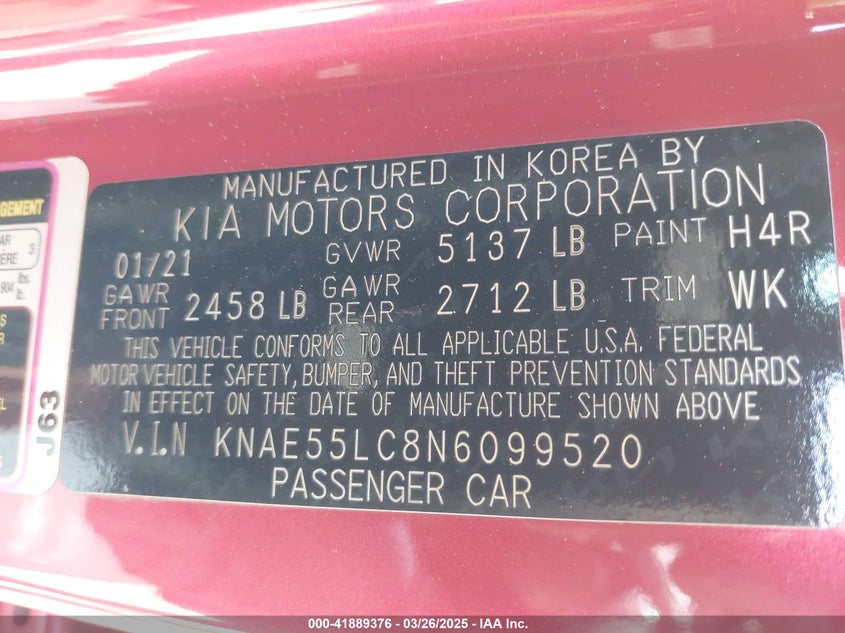 MANUFACTURED IN KOREA BY
KIA MOTORS CORPORATION
01/21 GVWR 5137 LB PAINT H4R
GAWR FRONT 2458 LB GAWR REAR 2712 LB TRIM WK
THIS VEHICLE CONFORMS TO ALL APPLICABLE U.S.A. FEDERAL
MOTOR VEHICLE SAFETY, BUMPER, AND THEFT PREVENTION STANDARDS
IN EFFECT ON THE DATE OF MANUFACTURE SHOWN ABOVE
V.I.N KNAE55LC8N6099520
PASSENGER CAR
3
lbs.
lb.
J63
000-41889376 | 03/26/2025 - IAA Inc.